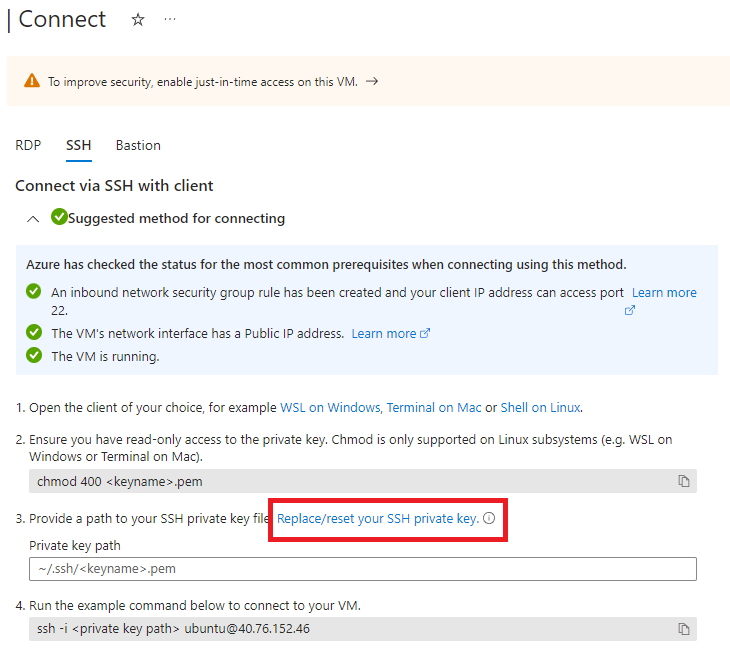 Connect
To improve security, enable just-in-time access on this VM. →
RDP SSH Bastion
Connect via SSH with client
Suggested method for connecting
Azure has checked the status for the most common prerequisites when connecting using this method.
An inbound network security group rule has been created and your client IP address can access port Learn more
22.
The VM's network interface has a Public IP address. Learn more
The VM is running.
1. Open the client of your choice, for example WSL on Windows, Terminal on Mac or Shell on Linux.
2. Ensure you have read-only access to the private key. Chmod is only supported on Linux subsystems (e.g. WSL on
Windows or Terminal on Mac).
chmod 400 <keyname>.pem
3. Provide a path to your SSH private key file Replace/reset your SSH private key.
Private key path
~/.ssh/<keyname>.pem
4. Run the example command below to connect to your VM.
ssh -i <private key path> ubuntu@40.76.152.46